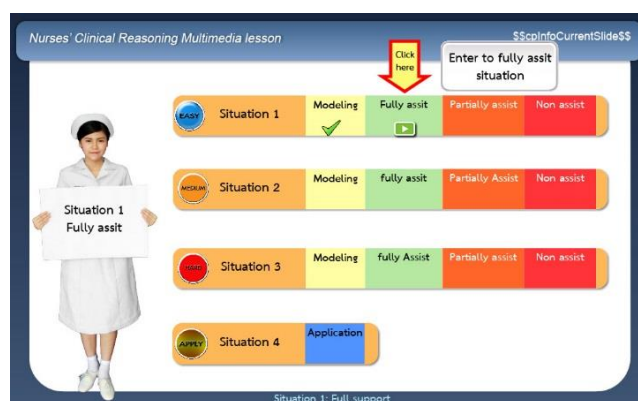 Nurses' Clinical Reasoning Multimedia lesson
$$cpInfoCurrentSlide$$
Click
here
Enter to fully assit
situation
EASY
Situation 1
Modeling
Fully assit
Partially assist
Non assist
MEDIUM
Situation 2
Modeling
fully assit
Partially Assist
Non assist
Situation 1
Fully assit
HARD
Situation 3
Modeling
fully Assist
Partially assist
Non assist
APPLY
Situation 4
Application
Situation 1: Full support